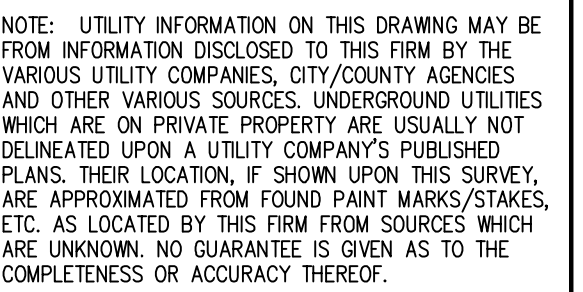 NOTE: UTILITY INFORMATION ON THIS DRAWING MAY BE
FROM INFORMATION DISCLOSED TO THIS FIRM BY THE
VARIOUS UTILITY COMPANIES, CITY/COUNTY AGENCIES
AND OTHER VARIOUS SOURCES. UNDERGROUND UTILITIES
WHICH ARE ON PRIVATE PROPERTY ARE USUALLY NOT
DELINEATED UPON A UTILITY COMPANY'S PUBLISHED
PLANS. THEIR LOCATION, IF SHOWN UPON THIS SURVEY,
ARE APPROXIMATED FROM FOUND PAINT MARKS/STAKES,
ETC. AS LOCATED BY THIS FIRM FROM SOURCES WHICH
ARE UNKNOWN. NO GUARANTEE IS GIVEN AS TO THE
COMPLETENESS OR ACCURACY THEREOF.